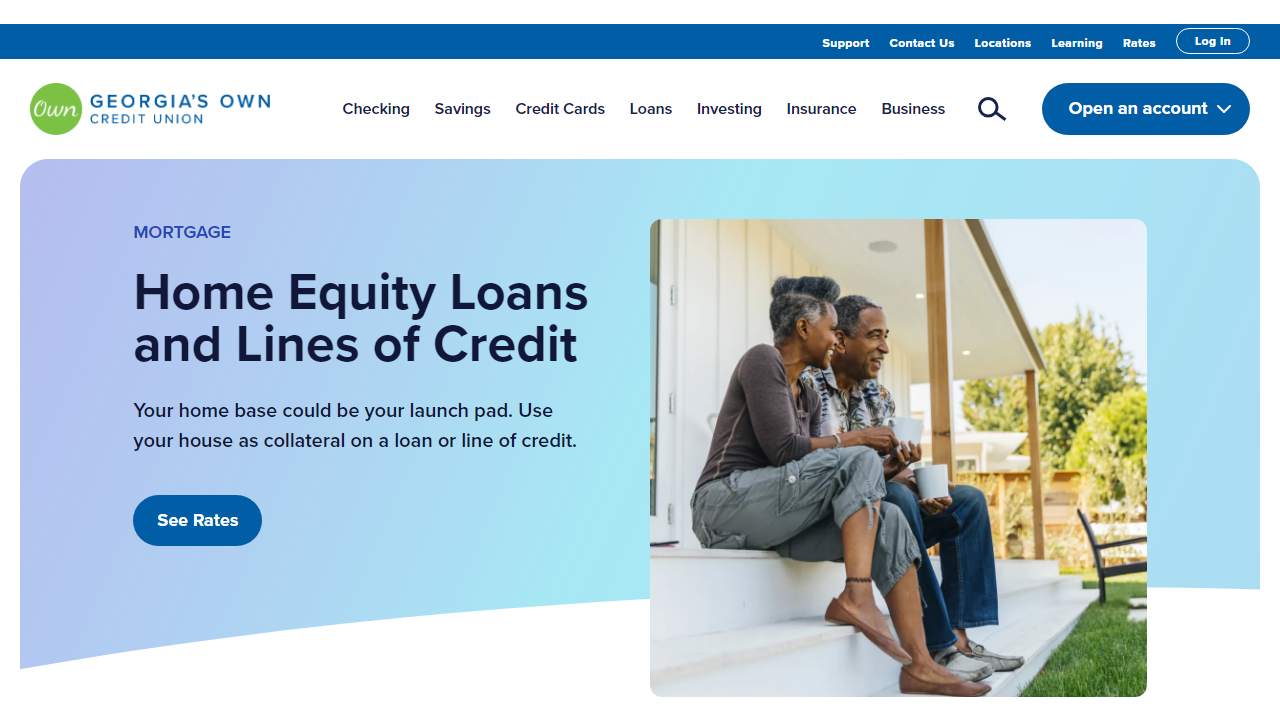 Support Contact Us Locations Learning Rates Log In
Own GEORGIA'S OWN
CREDIT UNION
Checking Savings Credit Cards Loans Investing Insurance Business
Open an account
MORTGAGE
Home Equity Loans
and Lines of Credit
Your home base could be your launch pad. Use
your house as collateral on a loan or line of credit.
See Rates